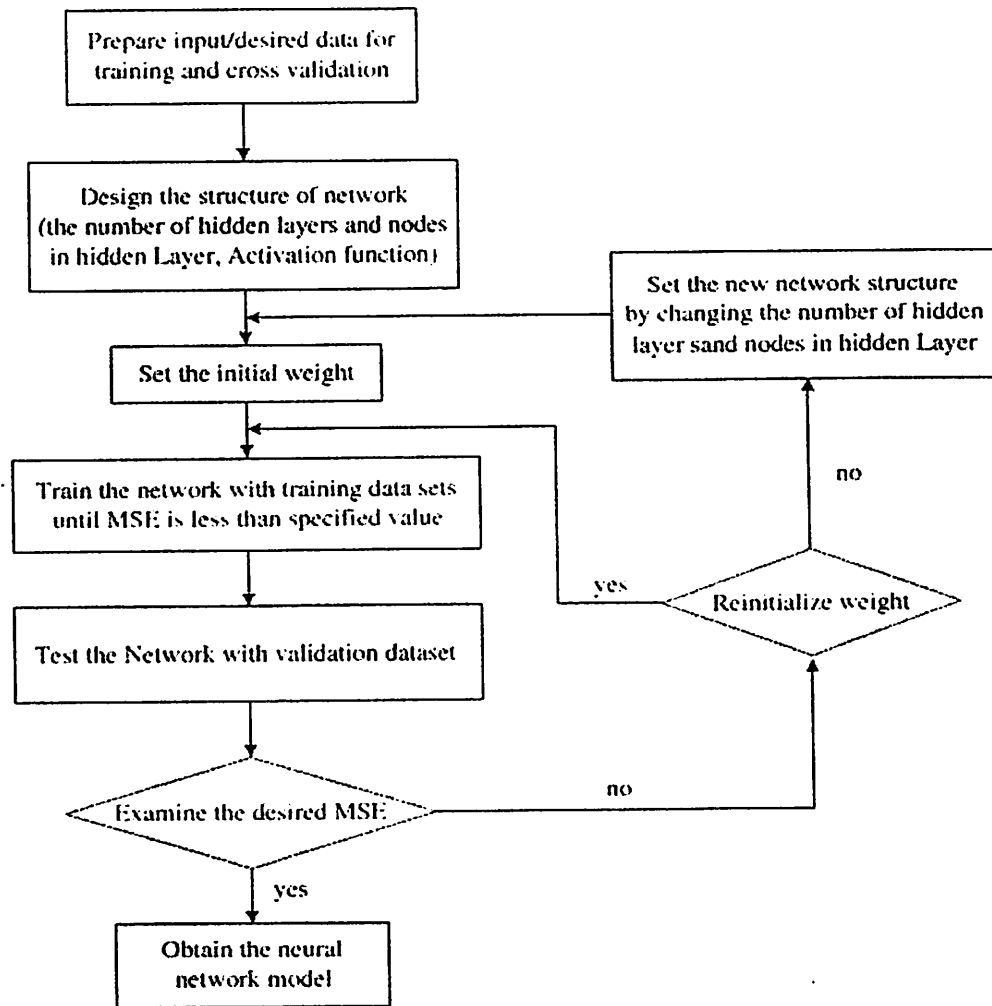 Prepare input/desired data for
training and cross validation
Design the structure of network
(the number of hidden layers and nodes
in hidden Layer, Activation function)
Set the new network structure
by changing the number of hidden
layer sand nodes in hidden Layer
Set the initial weight
no
Train the network with training data sets
until MSE is less than specified value
yes
Reinitialize weight
Test the Network with validation dataset
no
Examine the desired MSE
yes
Obtain the neural
network model